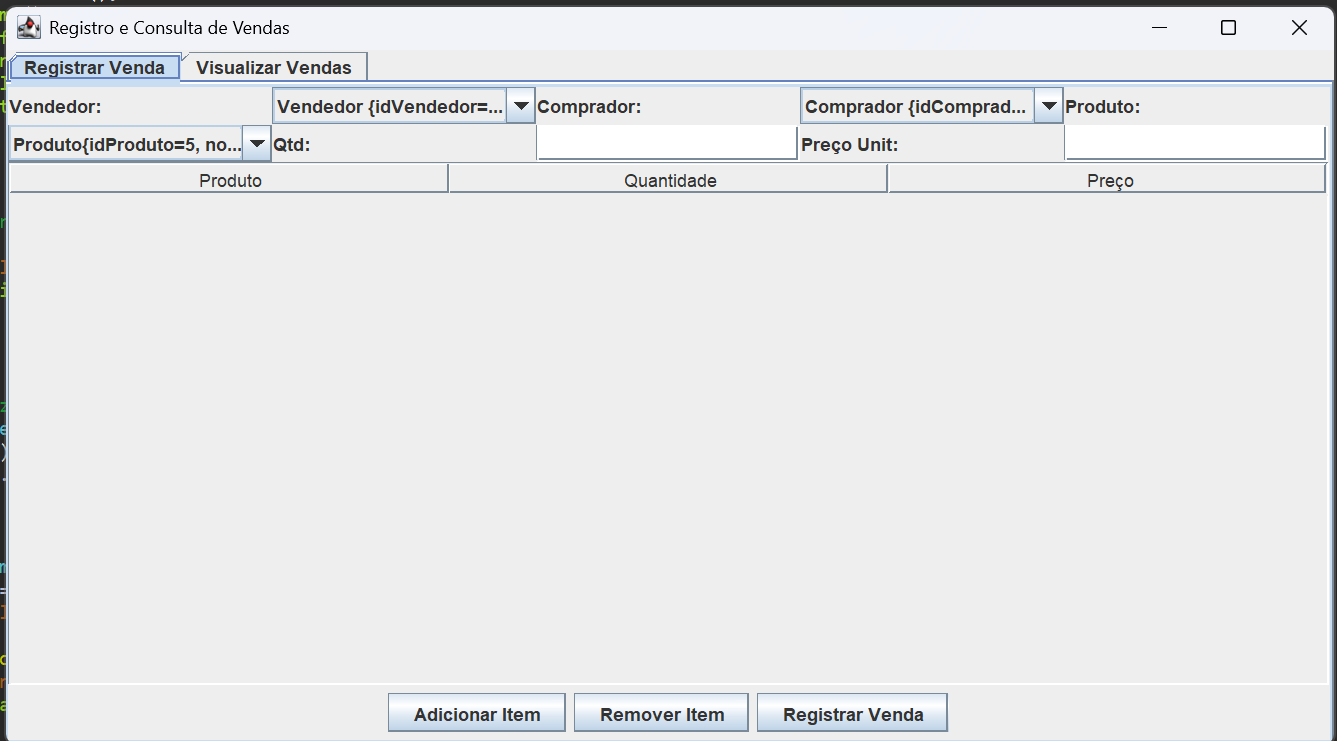 Registro e Consulta de Vendas
Registrar Venda Visualizar Vendas
Vendedor: Vendedor {idVendedor=... Comprador: Comprador {idComprad... Produto:
Produto{idProduto=5, no... Qtd: Preço Unit:
Produto Quantidade Preço
Adicionar Item Remover Item Registrar Venda